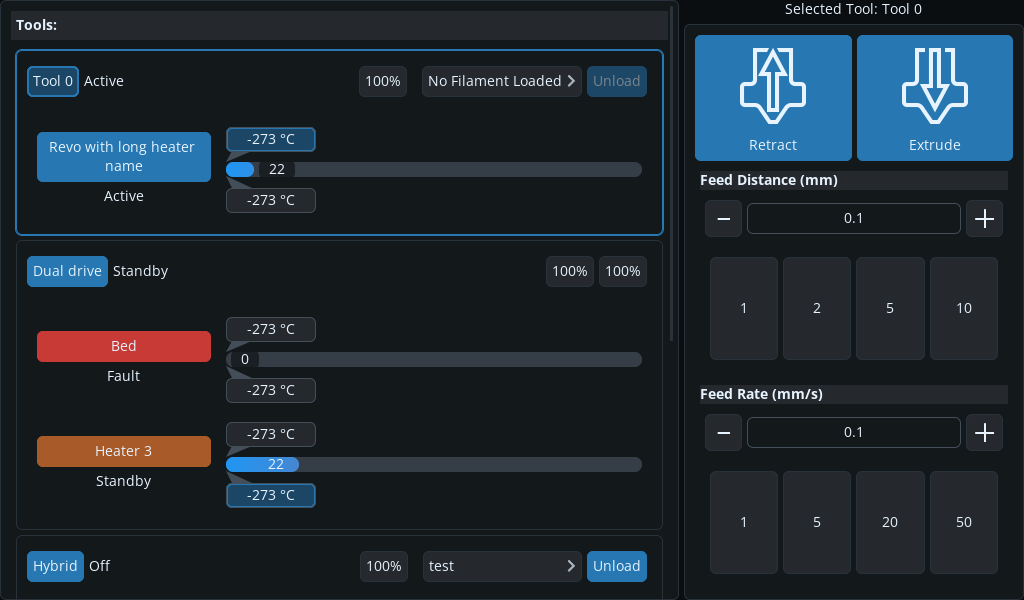 Tools:
Tool 0 Active 100% No Filament Loaded Unload
Revo with long heater
name
Active
-273 °C
22
-273 °C
Dual drive Standby 100% 100%
Bed
Fault
-273 °C
0
-273 °C
Heater 3
Standby
-273 °C
22
-273 °C
Hybrid Off 100% test Unload
Selected Tool: Tool 0
Retract Extrude
Feed Distance (mm)
0.1
1 2 5 10
Feed Rate (mm/s)
0.1
1 5 20 50